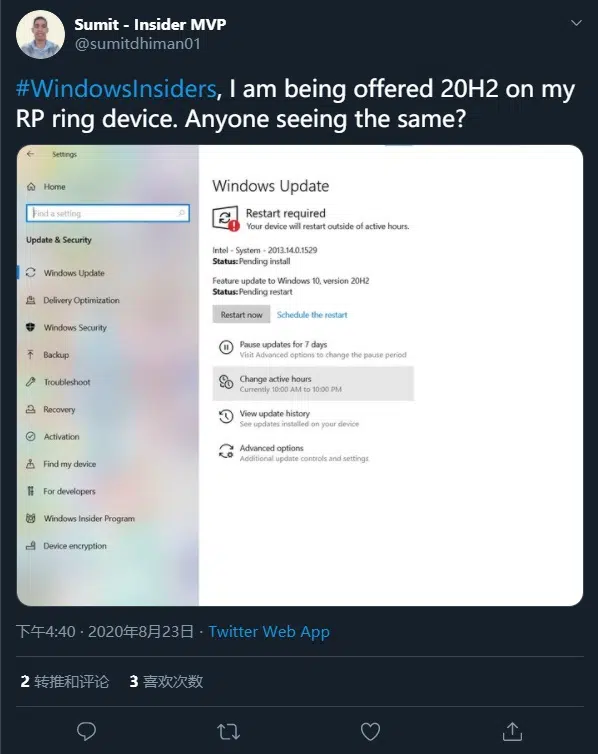 Sumit - Insider MVP
@sumitdhiman01
#WindowsInsiders, I am being offered 20H2 on my
RP ring device. Anyone seeing the same?
Settings
Home
Find a setting
Update & Security
Windows Update
Delivery Optimization
Windows Security
Backup
Troubleshoot
Recovery
Activation
Find my device
For developers
Windows Insider Program
Device encryption
Windows Update
Restart required
Your device will restart outside of active hours.
Intel - System - 2013.14.0.1529
Status: Pending install
Feature update to Windows 10, version 20H2
Status: Pending restart
Restart now Schedule the restart
Pause updates for 7 days
Visit Advanced options to change the pause period
Change active hours
Currently 10:00 AM to 10:00 PM
View update history
See updates installed on your device
Advanced options
Additional update controls and settings
下午4:40 · 2020年8月23日 · Twitter Web App
2 转推和评论 3 喜欢次数